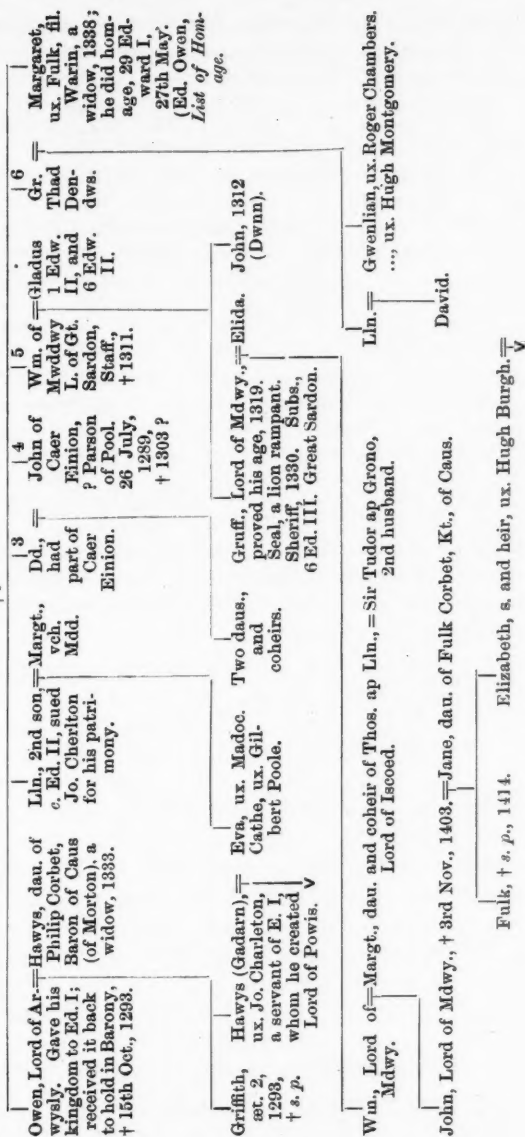 Owen, Lord of Ar-=Hawys, dau. of
wysly. Gave his
kingdom to Ed. I;
received it back
to hold in Barony,
† 15th Oct., 1293.
Philip Corbet,
Baron of Caus
(of Morton), a
widow, 1333.
Lln., 2nd son,=Margt.,
c. Ed. II, sued
Jo. Cherlton
for his patri-
mony.
vch.
Mdd.
3
Dd., =
had
part of
Caer
Einion.
4
John of
Caer
Einion,
? Parson
of Pool.
26 July,
1289,
† 1303 ?
5
Wm. of =Gladus
Mwddwy
L. of Gt.
Sardon,
Staff.,
† 1311.
1 Edw.
II, and
6 Edw.
II.
6
Gr. =
Thad
Den-
dws.
Margaret,
ux. Fulk, fil.
Warin, a
widow, 1338;
he did hom-
age, 29 Ed-
ward I,
27th May.
(Ed. Owen,
List of Hom-
age.
Griffith,
æt. 2,
1293,
† s. p.
Hawys (Gadarn),=
ux. Jo. Charleton,
a servant of E. I,
whom he created
Lord of Powis.
Eva, ux. Madoc.
Cathe, ux. Gil-
bert Poole.
Two daus.,
and
coheirs.
Gruff., Lord of Mdwy.,=Elida.
proved his age, 1319.
Seal, a lion rampant.
Sheriff, 1330. Subs.,
6 Ed. III. Great Sardon.
John, 1312
(Dwnn).
Lln.=
David.
Gwenlian, ux. Roger Chambers.
..., ux. Hugh Montgomery.
Wm., Lord of=Margt., dau. and coheir of Thos. ap Lln.,=Sir Tudor ap Grono,
Mdwy.
Lord of Iscoed.
2nd husband.
John, Lord of Mdwy., † 3rd Nov., 1403.=Jane, dau. of Fulk Corbet, Kt., of Caus.
Fulk, † s. p., 1414.
Elizabeth, s. and heir, ux. Hugh Burgh.=